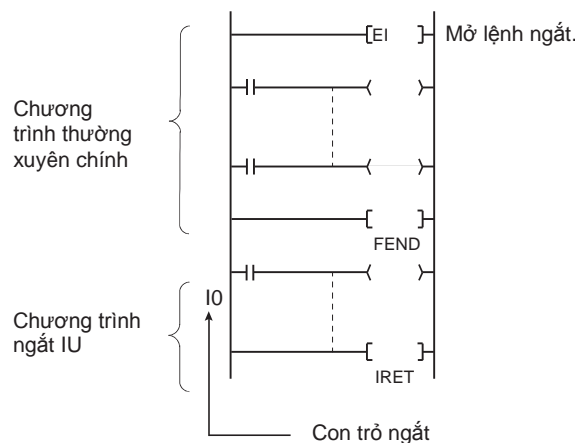 EI
Mở lệnh ngắt.
Chương
trình thường
xuyên chính
FEND
I0
Chương trình
ngắt IU
IRET
Con trỏ ngắt